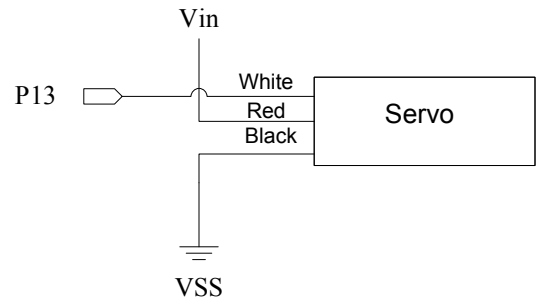 Vin
White
P13
Red
Servo
Black
VSS